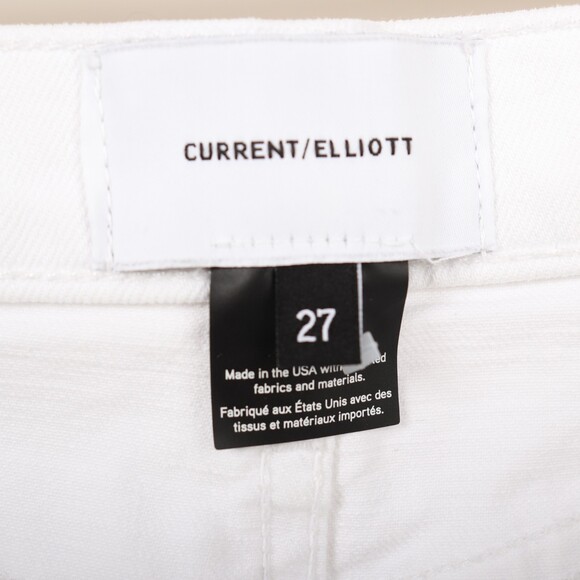 CURRENT/ELLIOTT
27
Made in the USA with
fabrics and materials.
Fabriqué aux États Unis avec des
tissus et matériaux importés.